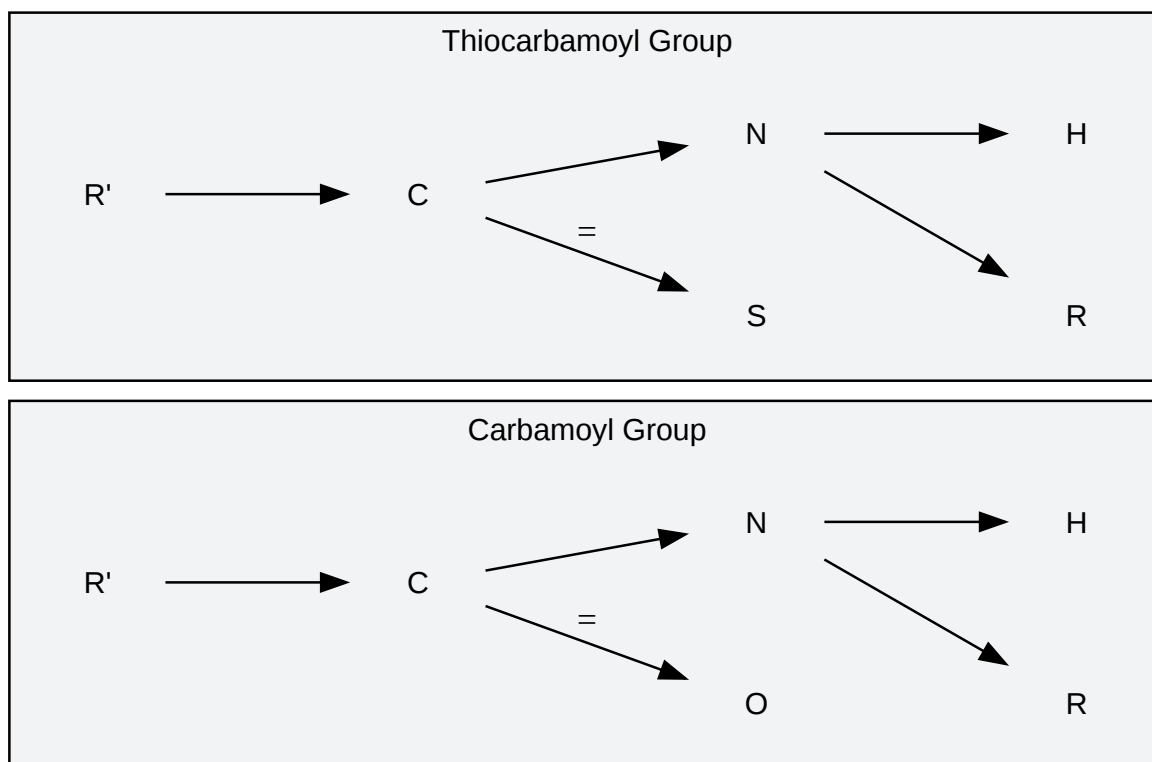 Thiocarbamoyl Group
N
H
R'
C
=
S
R
Carbamoyl Group
N
H
R'
C
=
O
R